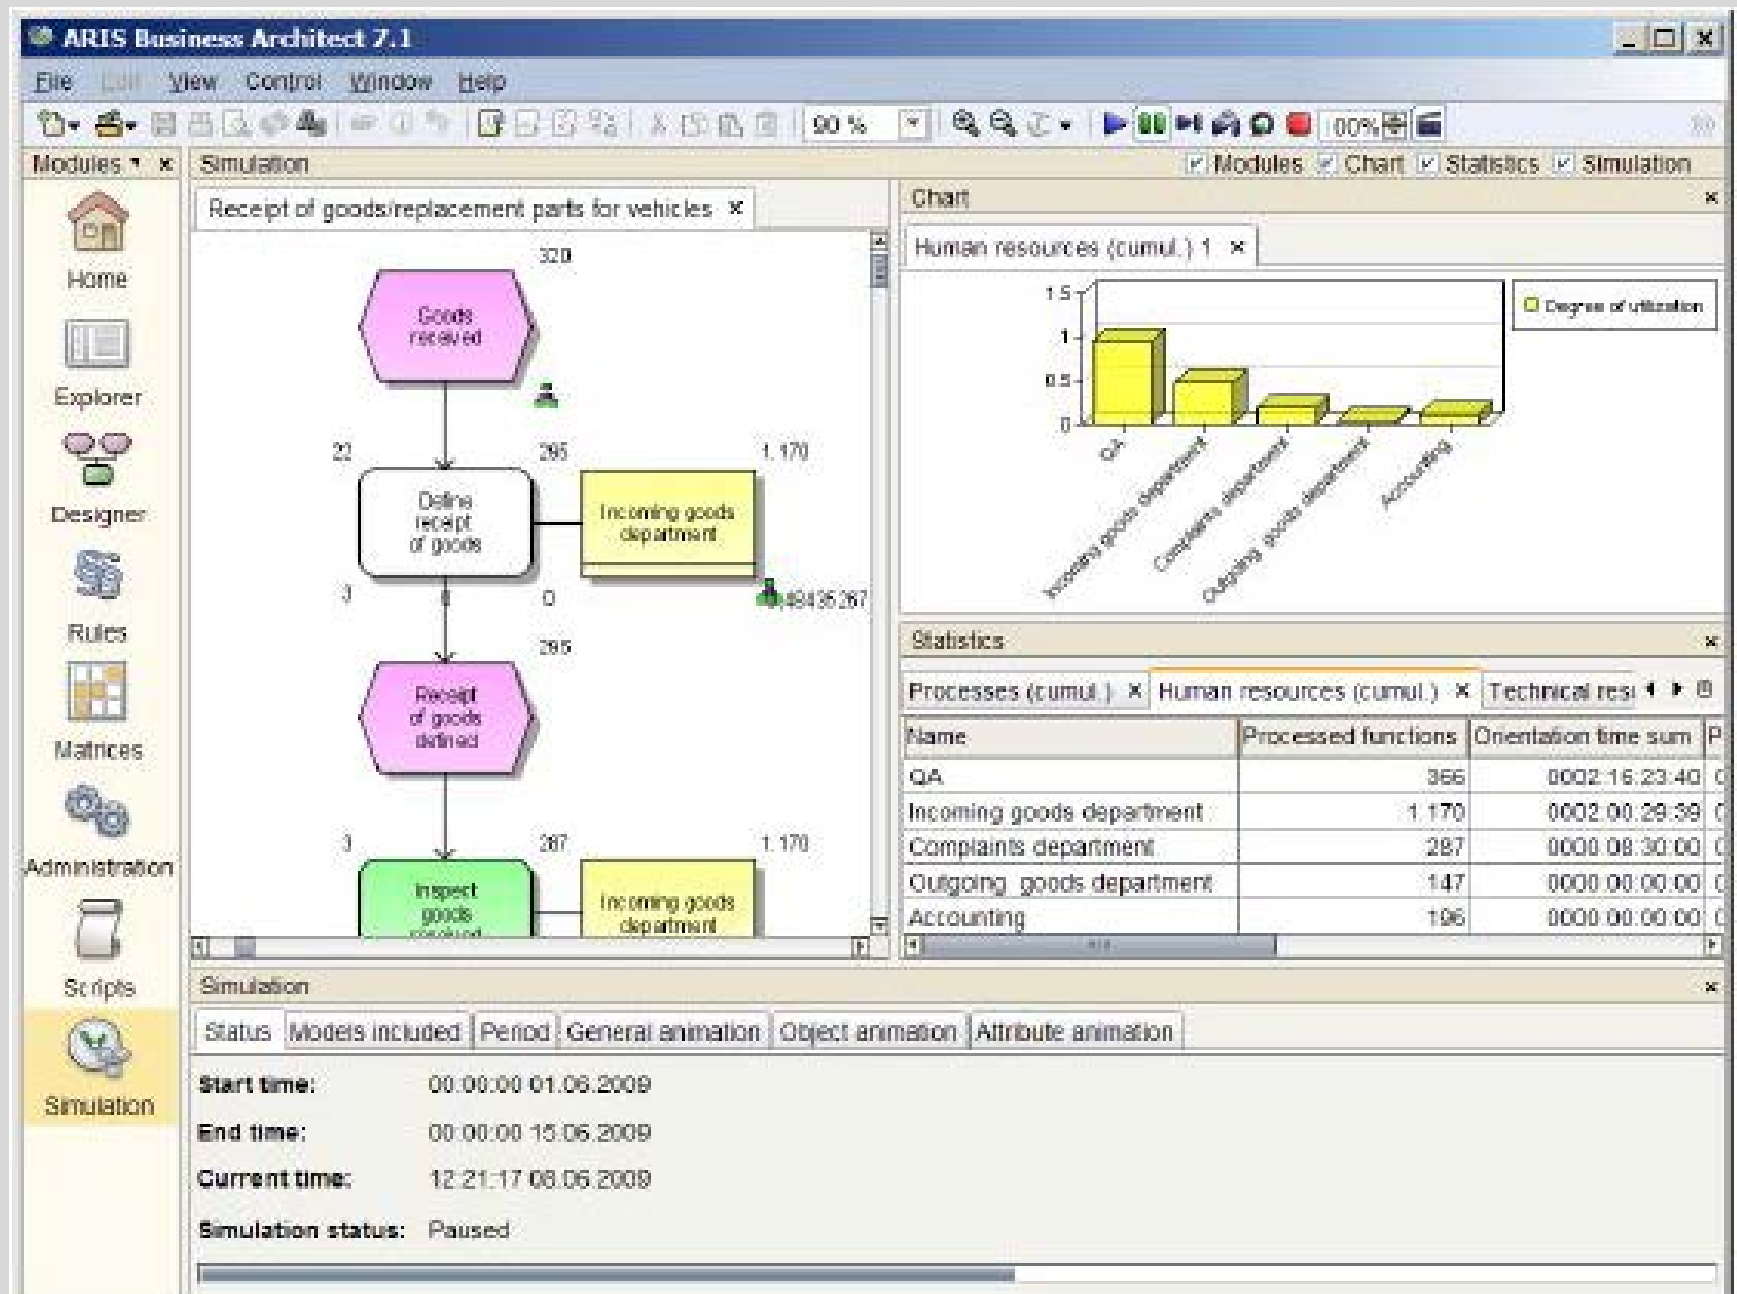 ARIS Business Architect 7.1
File Edit View Control Window Help
90 %
100%
Modules
Simulation
Modules Chart Statistics Simulation
Home
Explorer
Designer
Rules
Matrices
Administration
Scripts
Simulation
Receipt of goods/replacement parts for vehicles
320
Goods
received
22
295
1.170
Define
receipt
of goods
Incoming goods
department
3
0
295
Receipt
of goods
defined
3
287
1.170
Inspect
goods
received
Incoming goods
department
Chart
Human resources (cumul.) 1
1.5
1
0.5
0
QA
Incoming goods department
Complaints department
Outgoing goods department
Accounting
Degree of utilization
Statistics
Processes (cumul.) Human resources (cumul.) Technical res
Name Processed functions Orientation time sum P
QA 366 0002:16:23:40
Incoming goods department 1.170 0002:00:29:39
Complaints department 287 0000:08:30:00
Outgoing goods department 147 0000:00:00:00
Accounting 196 0000:00:00:00
Simulation
Status Models included Period General animation Object animation Attribute animation
Start time: 00:00:00 01.06.2009
End time: 00:00:00 15.06.2009
Current time: 12:21:17 08.06.2009
Simulation status: Paused